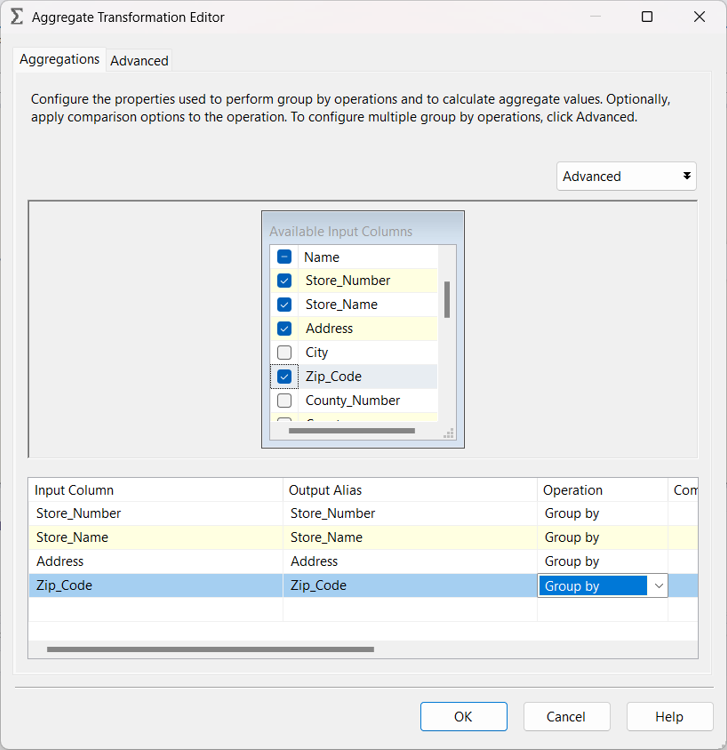 Σ Aggregate Transformation Editor
Aggregations Advanced
Configure the properties used to perform group by operations and to calculate aggregate values. Optionally,
apply comparison options to the operation. To configure multiple group by operations, click Advanced.
Advanced
Available Input Columns
Name
Store_Number
Store_Name
Address
City
Zip_Code
County_Number
Input Column Output Alias Operation Com
Store_Number Store_Number Group by
Store_Name Store_Name Group by
Address Address Group by
Zip_Code Zip_Code Group by
OK Cancel Help